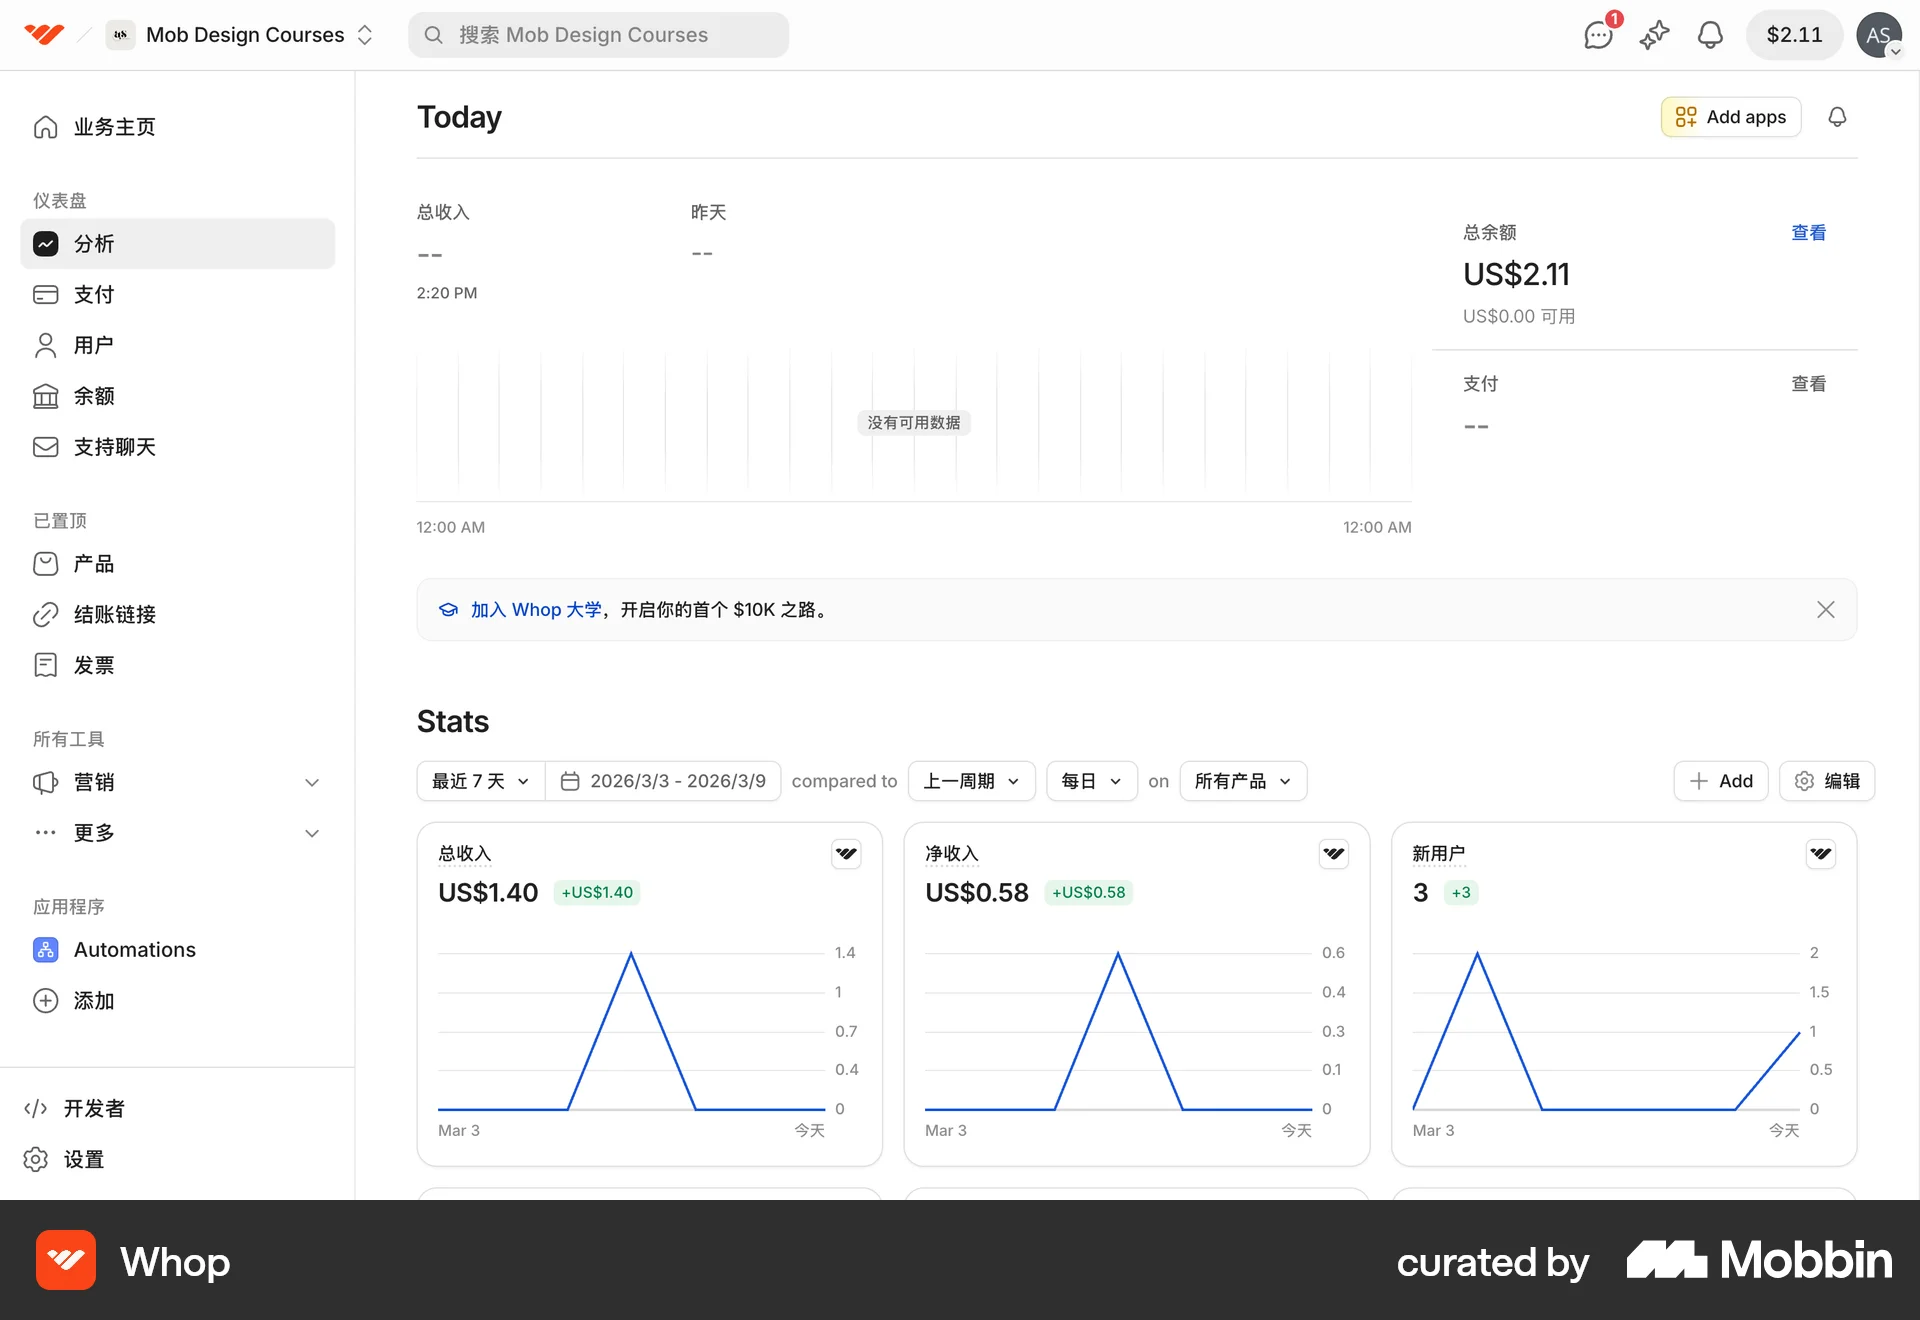 Mob Design Courses
搜索 Mob Design Courses
1
$2.11
AS
业务主页
仪表盘
分析
支付
用户
余额
支持聊天
已置顶
产品
结账链接
发票
所有工具
营销
更多
应用程序
Automations
添加
开发者
设置
Today
Add apps
总收入
--
2:20 PM
昨天
--
没有可用数据
12:00 AM
12:00 AM
总余额
查看
US$2.11
US$0.00 可用
支付
查看
--
加入 Whop 大学，开启你的首个 $10K 之路。
Stats
最近 7 天
2026/3/3 - 2026/3/9
compared to
上一周期
每日
on
所有产品
Add
编辑
总收入
US$1.40
+US$1.40
1.4
1
0.7
0.4
0
Mar 3
今天
净收入
US$0.58
+US$0.58
0.6
0.4
0.3
0.1
0
Mar 3
今天
新用户
3
+3
2
1.5
1
0.5
0
Mar 3
今天
Whop
curated by
Mobbin